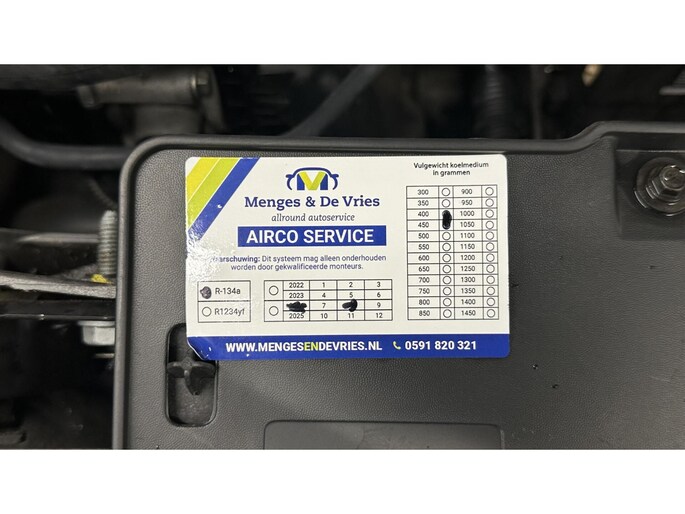 Menges & De Vries
allround autoservice
AIRCO SERVICE
Waarschuwing: Dit systeem mag alleen onderhouden
worden door gekwalificeerde monteurs.
R-134a
R1234yf
2022 1 2 3
2023 4 5 6
7 9
2025 10 11 12
Vulgewicht koelmedium
in grammen
300 900
350 950
400 1000
450 1050
500 1100
550 1150
600 1200
650 1250
700 1300
750 1350
800 1400
850 1450
WWW.MENGESENDEVRIES.NL 0591 820 321